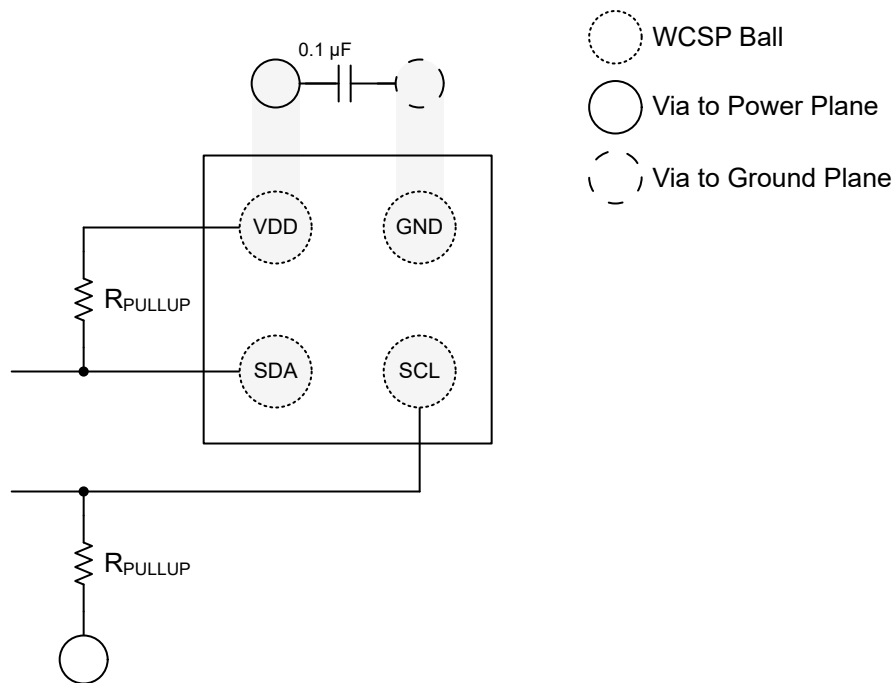 0.1 µF
WCSP Ball
Via to Power Plane
Via to Ground Plane
VDD
GND
RPULLUP
SDA
SCL
RPULLUP